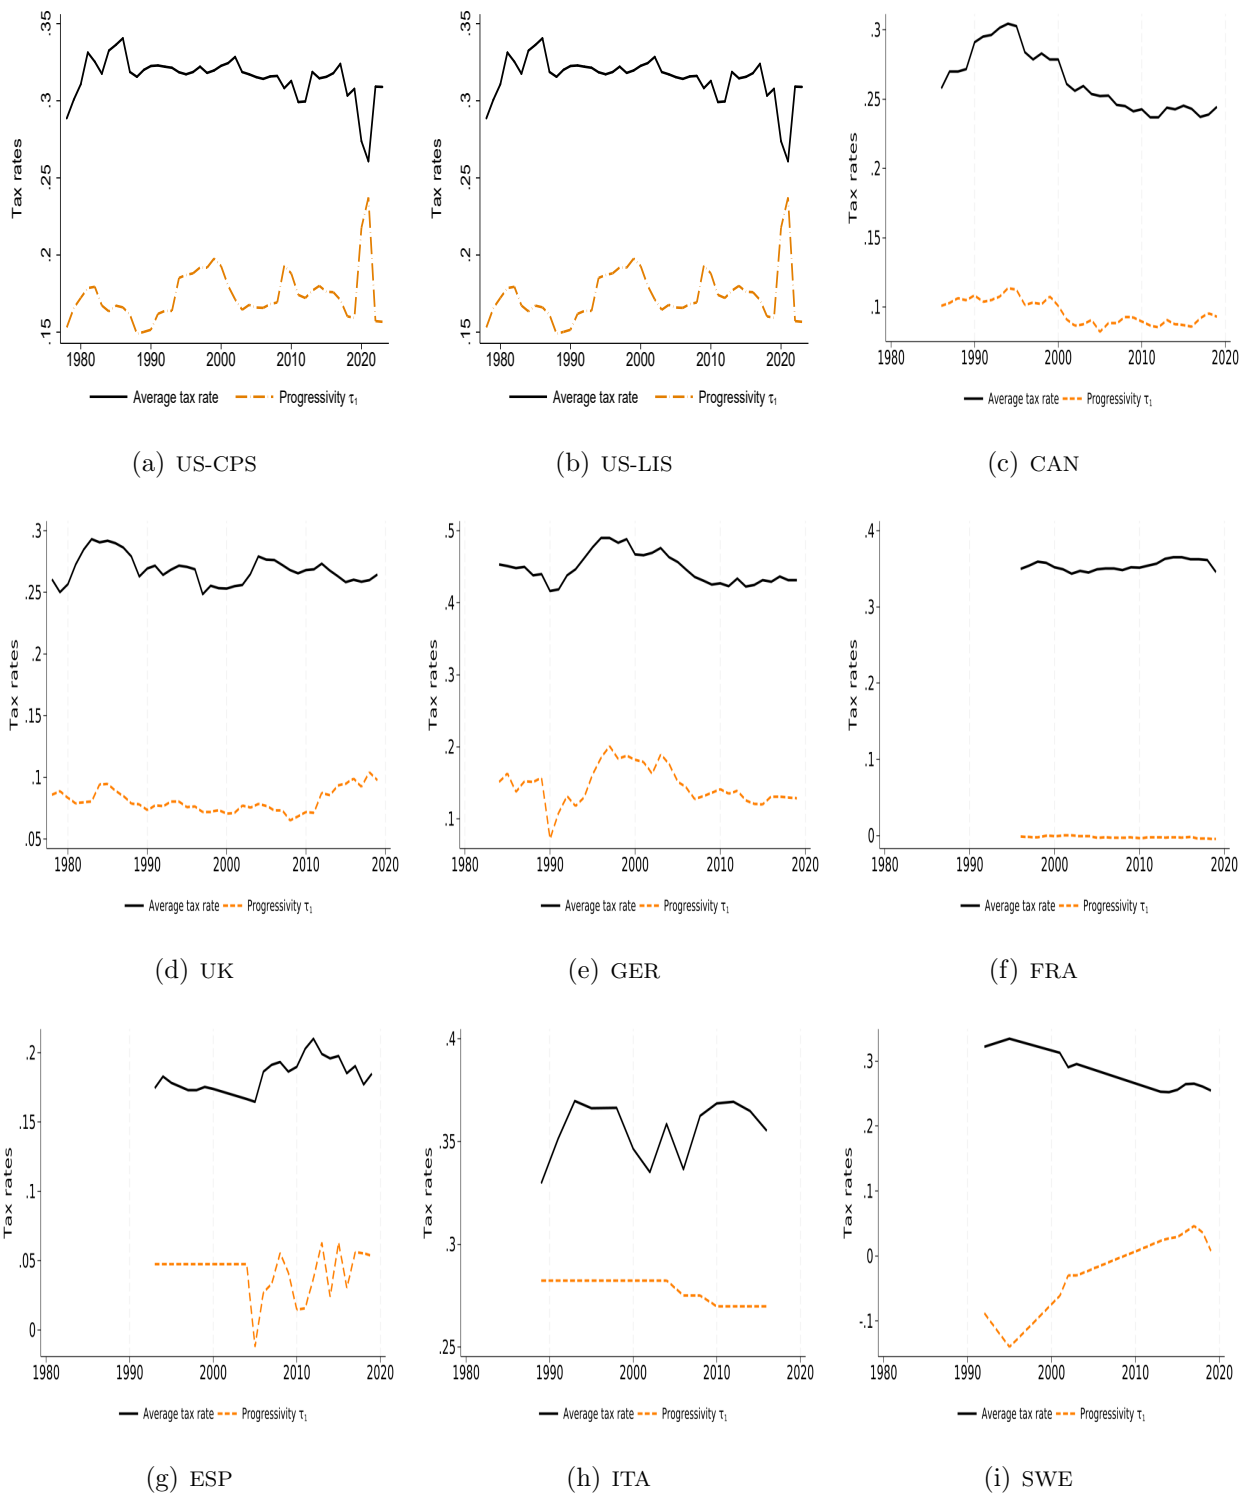 .35
.3
.25
.2
.15
Tax rates
1980 1990 2000 2010 2020
Average tax rate Progressivity τ₁
(a) US-CPS
.35
.3
.25
.2
.15
Tax rates
1980 1990 2000 2010 2020
Average tax rate Progressivity τ₁
(b) US-LIS
.3
.25
.2
.15
.1
Tax rates
1980 1990 2000 2010 2020
Average tax rate Progressivity τ₁
(c) CAN
.3
.25
.2
.15
.1
.05
Tax rates
1980 1990 2000 2010 2020
Average tax rate Progressivity τ₁
(d) UK
.5
.4
.3
.2
.1
Tax rates
1980 1990 2000 2010 2020
Average tax rate Progressivity τ₁
(e) GER
.4
.3
.2
.1
0
Tax rates
1980 1990 2000 2010 2020
Average tax rate Progressivity τ₁
(f) FRA
.2
.15
.1
.05
0
Tax rates
1980 1990 2000 2010 2020
Average tax rate Progressivity τ₁
(g) ESP
.4
.35
.3
.25
Tax rates
1980 1990 2000 2010 2020
Average tax rate Progressivity τ₁
(h) ITA
.3
.2
.1
0
-.1
Tax rates
1980 1990 2000 2010 2020
Average tax rate Progressivity τ₁
(i) SWE